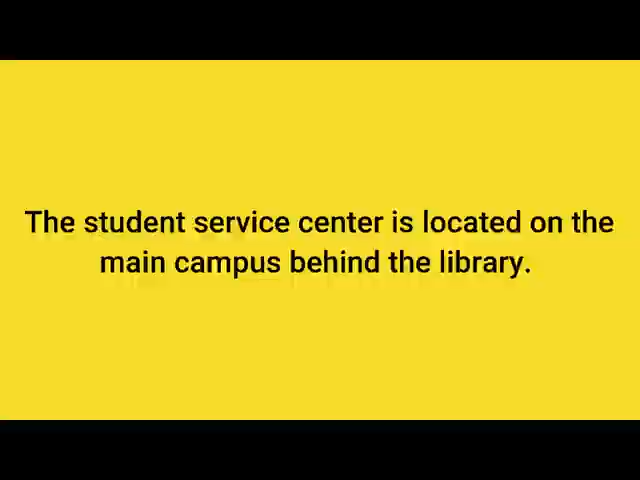 The student service center is located on the
main campus behind the library.